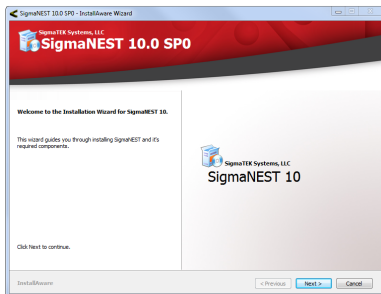 SigmaNEST 10.0 SP0 - InstallAware Wizard
SigmaTEK Systems, LLC
SigmaNEST 10.0 SP0
Welcome to the Installation Wizard for SigmaNEST 10.
This wizard guides you through installing SigmaNEST and it's
required components.
SigmaTEK Systems, LLC
SigmaNEST 10
Click Next to continue.
InstallAware
< Previous
Next >
Cancel